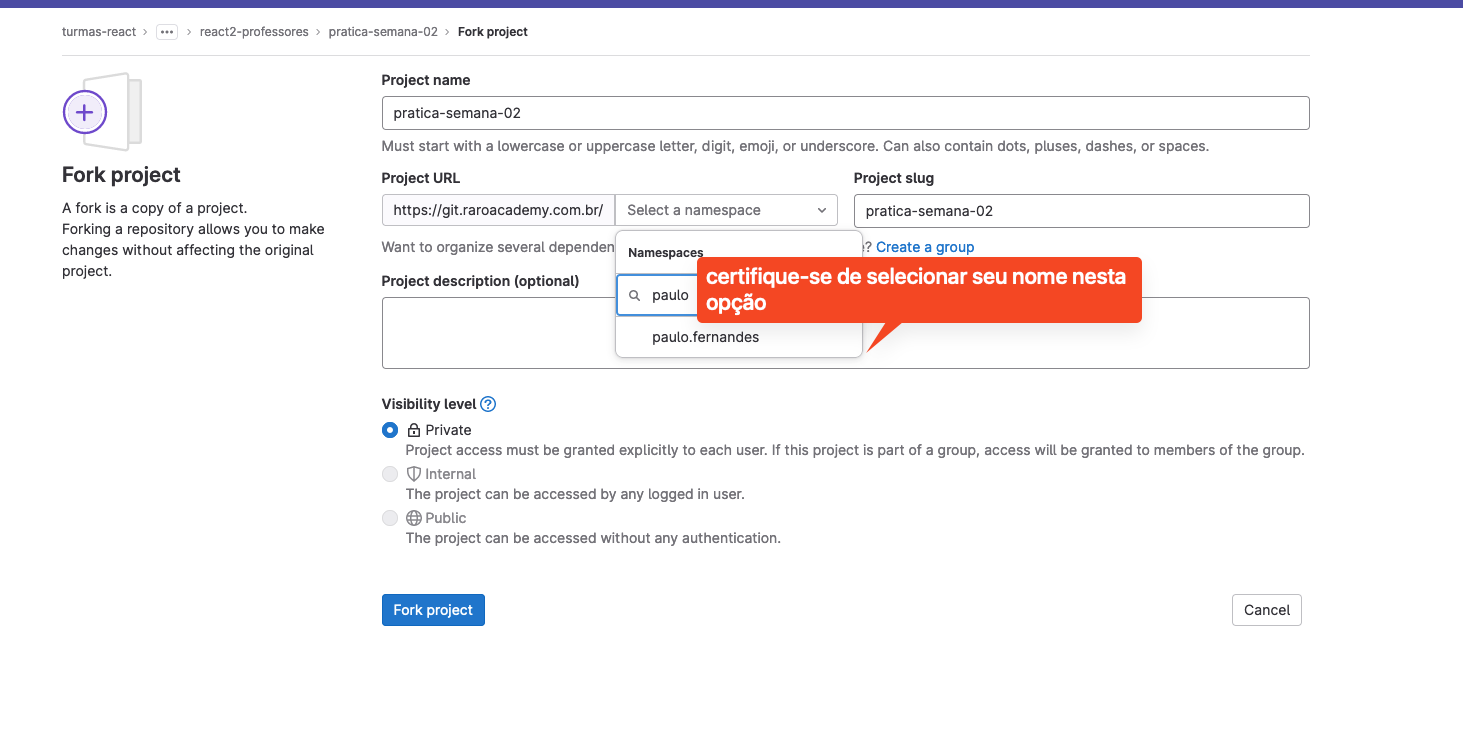 turmas-react › ••• › react2-professores › pratica-semana-02 › Fork project
Fork project
A fork is a copy of a project.
Forking a repository allows you to make
changes without affecting the original
project.
Project name
pratica-semana-02
Must start with a lowercase or uppercase letter, digit, emoji, or underscore. Can also contain dots, pluses, dashes, or spaces.
Project URL
https://git.raroacademy.com.br/
Select a namespace
Project slug
pratica-semana-02
Want to organize several dependen
? Create a group
Namespaces
paulo
paulo.fernandes
certifique-se de selecionar seu nome nesta
opção
Project description (optional)
Visibility level ?
Private
Project access must be granted explicitly to each user. If this project is part of a group, access will be granted to members of the group.
Internal
The project can be accessed by any logged in user.
Public
The project can be accessed without any authentication.
Fork project
Cancel